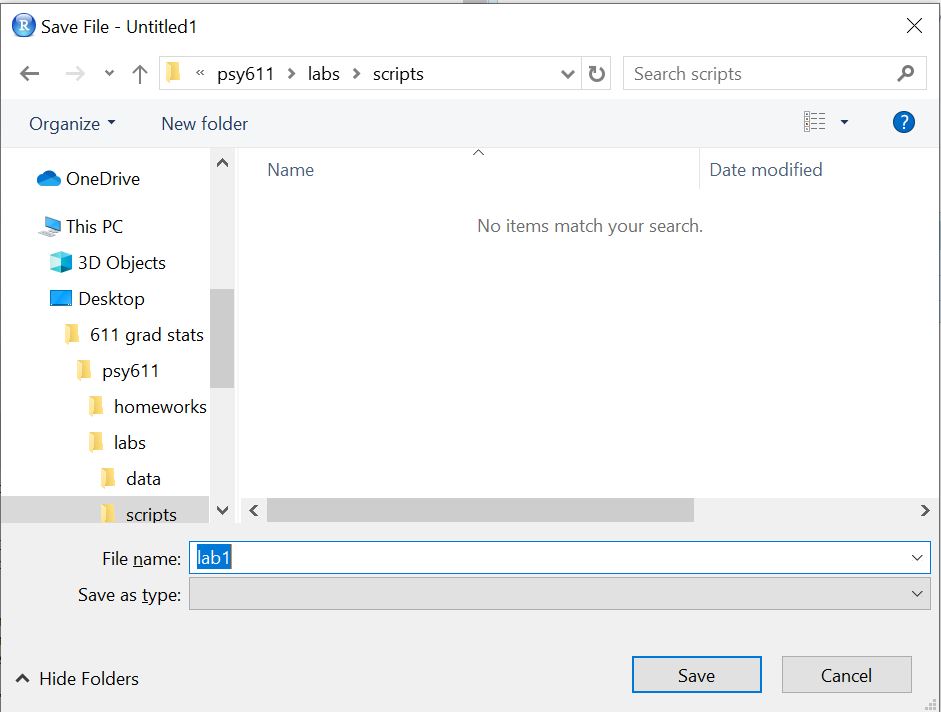 R Save File - Untitled1
« psy611 > labs > scripts
Search scripts
Organize New folder
?
OneDrive
This PC
3D Objects
Desktop
611 grad stats
psy611
homeworks
labs
data
scripts
Name Date modified
No items match your search.
File name: lab1
Save as type:
Hide Folders
Save Cancel